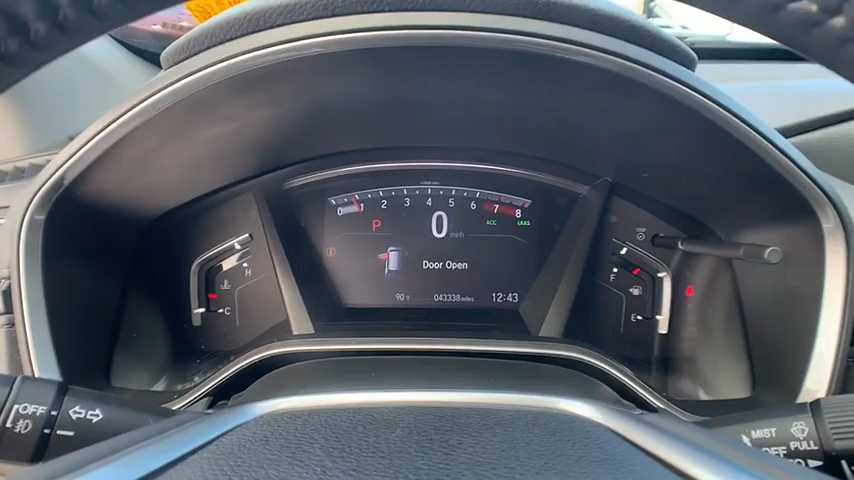 0 1 2 3 4 5 6 7 8
P
0
mph
ACC LKAS
Door Open
90°F 043338 miles 12:43
H
C
F
E
OFF
MIST
OFF PULL